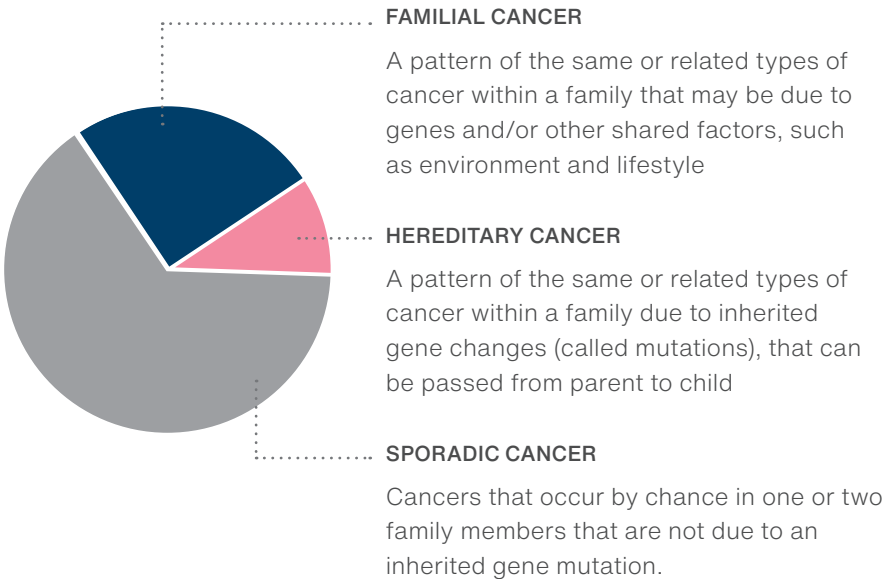 FAMILIAL CANCER
A pattern of the same or related types of
cancer within a family that may be due to
genes and/or other shared factors, such
as environment and lifestyle
HEREDITARY CANCER
A pattern of the same or related types of
cancer within a family due to inherited
gene changes (called mutations), that can
be passed from parent to child
SPORADIC CANCER
Cancers that occur by chance in one or two
family members that are not due to an
inherited gene mutation.